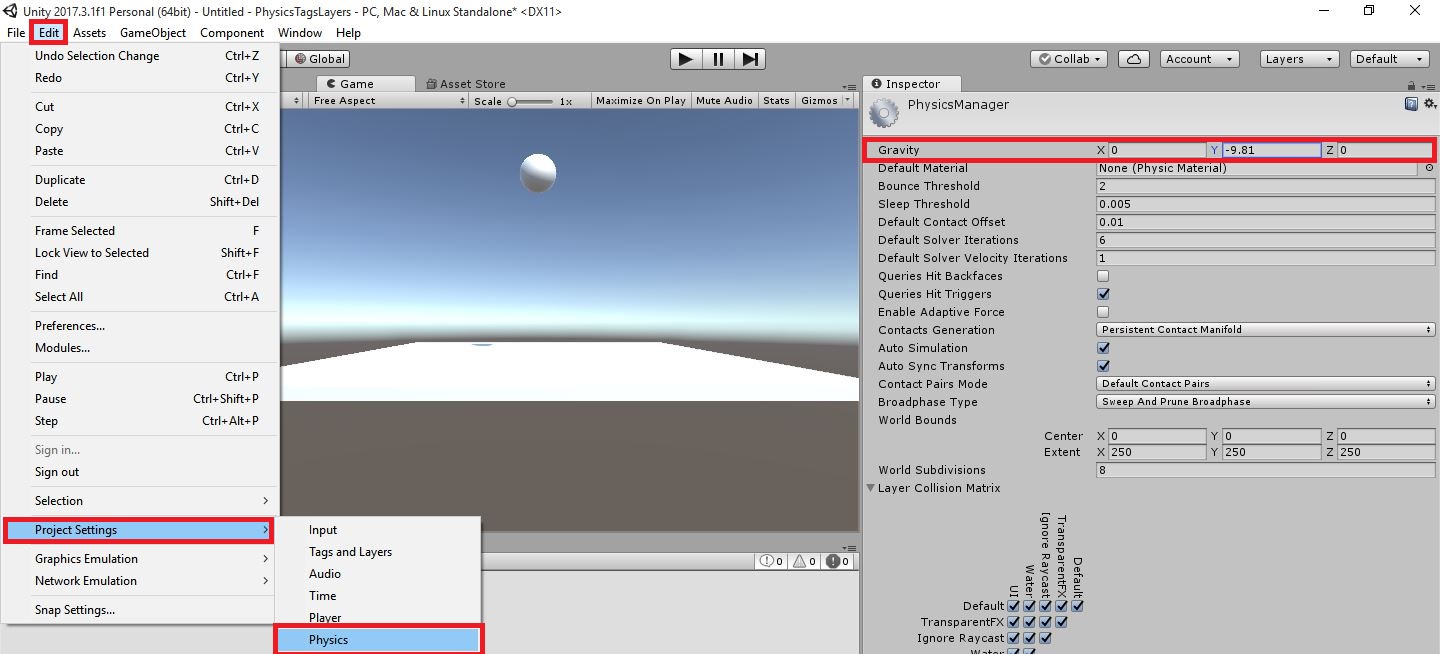 Unity 2017.3.1f1 Personal (64bit) - Untitled - PhysicsTagsLayers - PC, Mac & Linux Standalone* <DX11>
File Edit Assets GameObject Component Window Help
Undo Selection Change Ctrl+Z
Redo Ctrl+Y
Cut Ctrl+X
Copy Ctrl+C
Paste Ctrl+V
Duplicate Ctrl+D
Delete Shift+Del
Frame Selected F
Lock View to Selected Shift+F
Find Ctrl+F
Select All Ctrl+A
Preferences...
Modules...
Play Ctrl+P
Pause Ctrl+Shift+P
Step Ctrl+Alt+P
Sign in...
Sign out
Selection
Project Settings
Graphics Emulation
Network Emulation
Snap Settings...
Input
Tags and Layers
Audio
Time
Player
Physics
Global
Collab Account Layers Default
Game Asset Store
Free Aspect Scale 1x Maximize On Play Mute Audio Stats Gizmos
0 0 0
Inspector
PhysicsManager
Gravity X 0 Y -9.81 Z 0
Default Material None (Physic Material)
Bounce Threshold 2
Sleep Threshold 0.005
Default Contact Offset 0.01
Default Solver Iterations 6
Default Solver Velocity Iterations 1
Queries Hit Backfaces
Queries Hit Triggers
Enable Adaptive Force
Contacts Generation Persistent Contact Manifold
Auto Simulation
Auto Sync Transforms
Contact Pairs Mode Default Contact Pairs
Broadphase Type Sweep And Prune Broadphase
World Bounds
Center X 0 Y 0 Z 0
Extent X 250 Y 250 Z 250
World Subdivisions 8
Layer Collision Matrix
UI
Water
Ignore Raycast
TransparentFX
Default
Default
TransparentFX
Ignore Raycast
Water